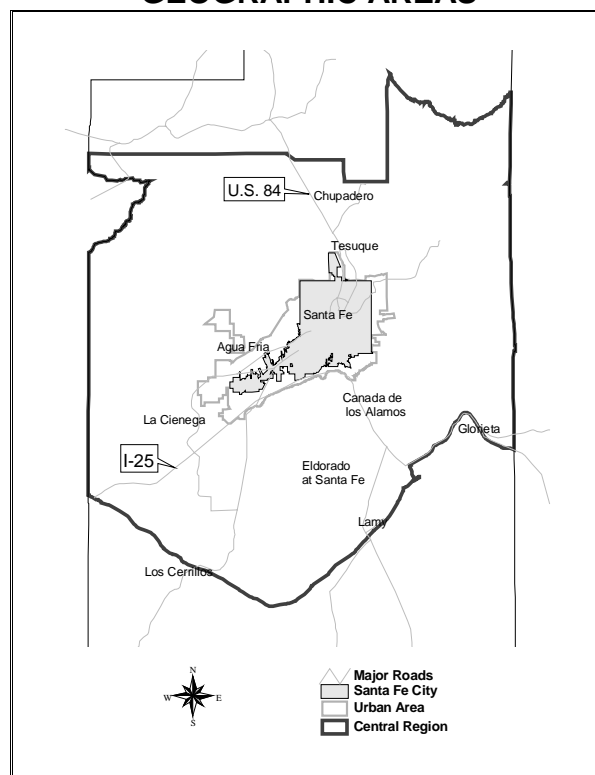 GEOGRAPHIC AREAS
U.S. 84
Chupadero
Tesuque
Santa Fe
Agua Fria
Canada de
los Alamos
La Cienega
Glorieta
I-25
Eldorado
at Santa Fe
Lamy
Los Cerrillos
N
W
E
S
Major Roads
Santa Fe City
Urban Area
Central Region